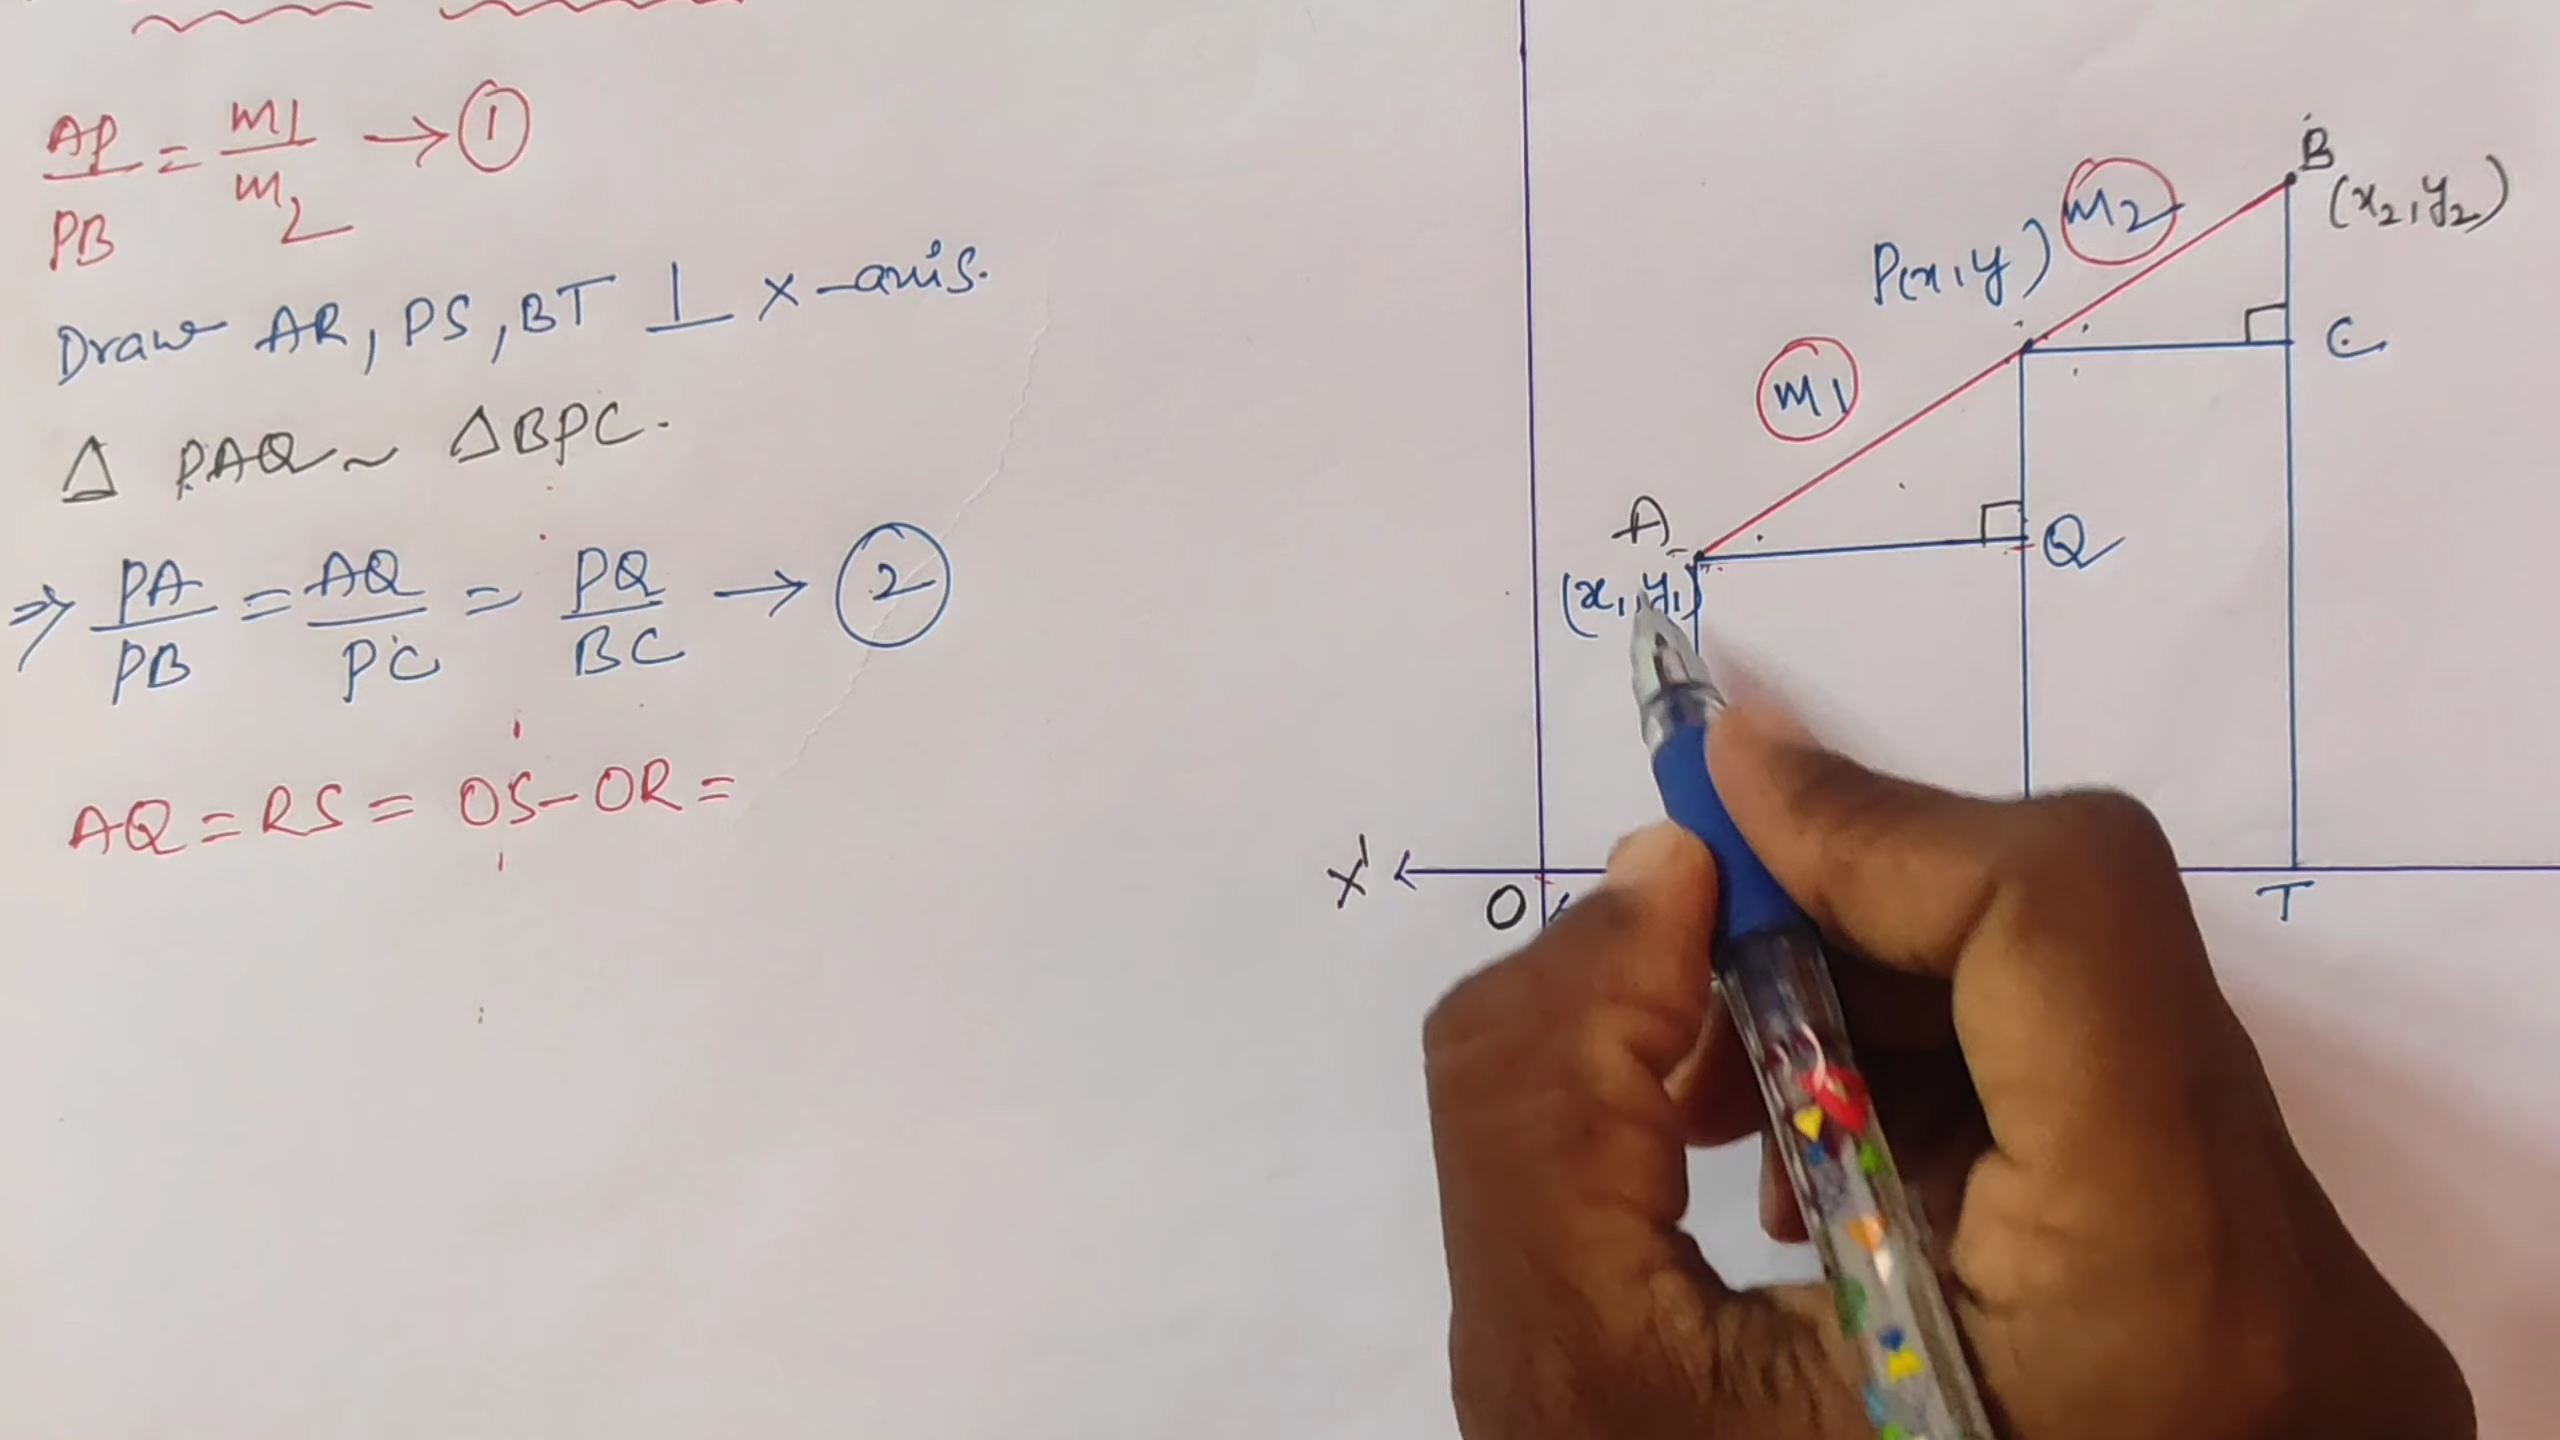 AP/PB = m1/m2 → ①
Draw AR, PS, BT ⊥ x-axis.
Δ PAQ ~ ΔBPC.
⇒ PA/PB = AQ/PC = PQ/BC → ②
AQ = RS = OS - OR =
B
(x₂, y₂)
m2
P(x, y)
m1
C
A
Q
(x₁, y₁)
X'
O
T